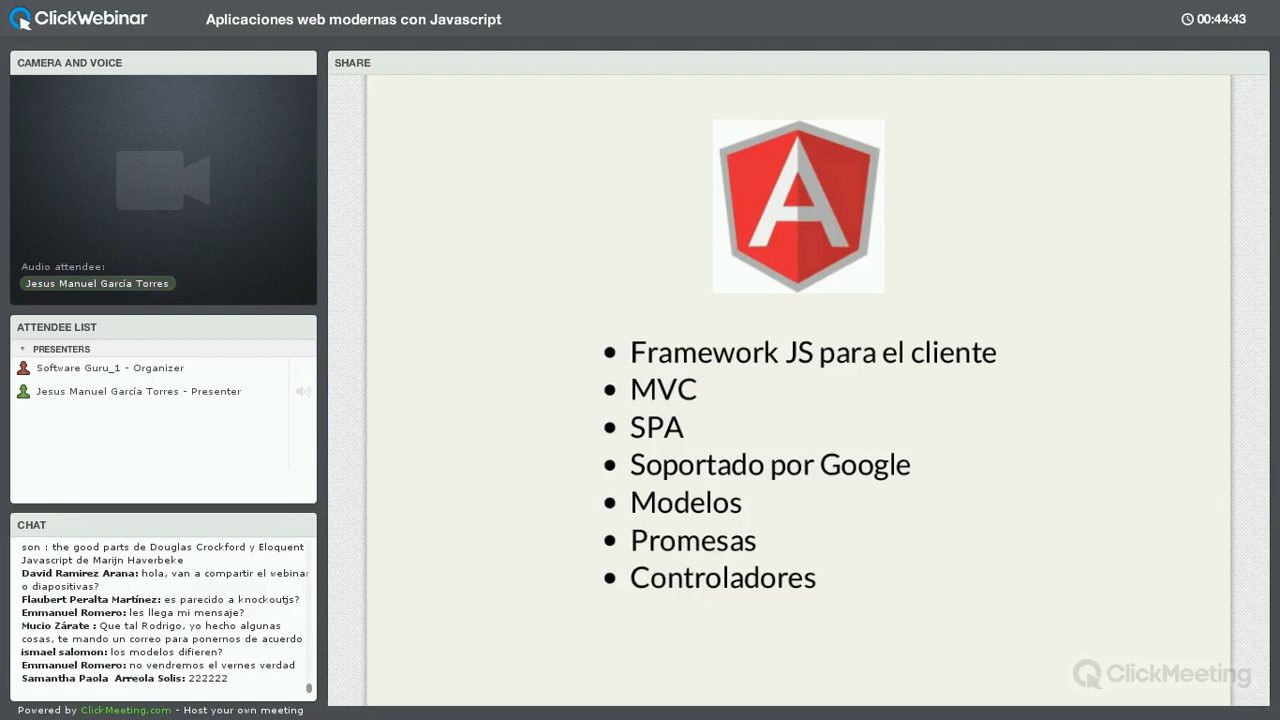 ClickWebinar
Aplicaciones web modernas con Javascript
00:44:43
CAMERA AND VOICE
Audio attendee:
Jesus Manuel García Torres
ATTENDEE LIST
PRESENTERS
Software Guru_1 - Organizer
Jesus Manuel García Torres - Presenter
CHAT
son : the good parts de Douglas Crockford y Eloquent
Javascript de Marijn Haverbeke
David Ramirez Arana: hola, van a compartir el webinar
o diapositivas?
Flaubert Peralta Martínez: es parecido a knockoutjs?
Emmanuel Romero: les llega mi mensaje?
Mucio Zárate : Que tal Rodrigo, yo hecho algunas
cosas, te mando un correo para ponernos de acuerdo
ismael salomon: los modelos difieren?
Emmanuel Romero: no vendremos el vernes verdad
Samantha Paola Arreola Solis: 222222
Powered by ClickMeeting.com - Host your own meeting
SHARE
A
• Framework JS para el cliente
• MVC
• SPA
• Soportado por Google
• Modelos
• Promesas
• Controladores
ClickMeeting